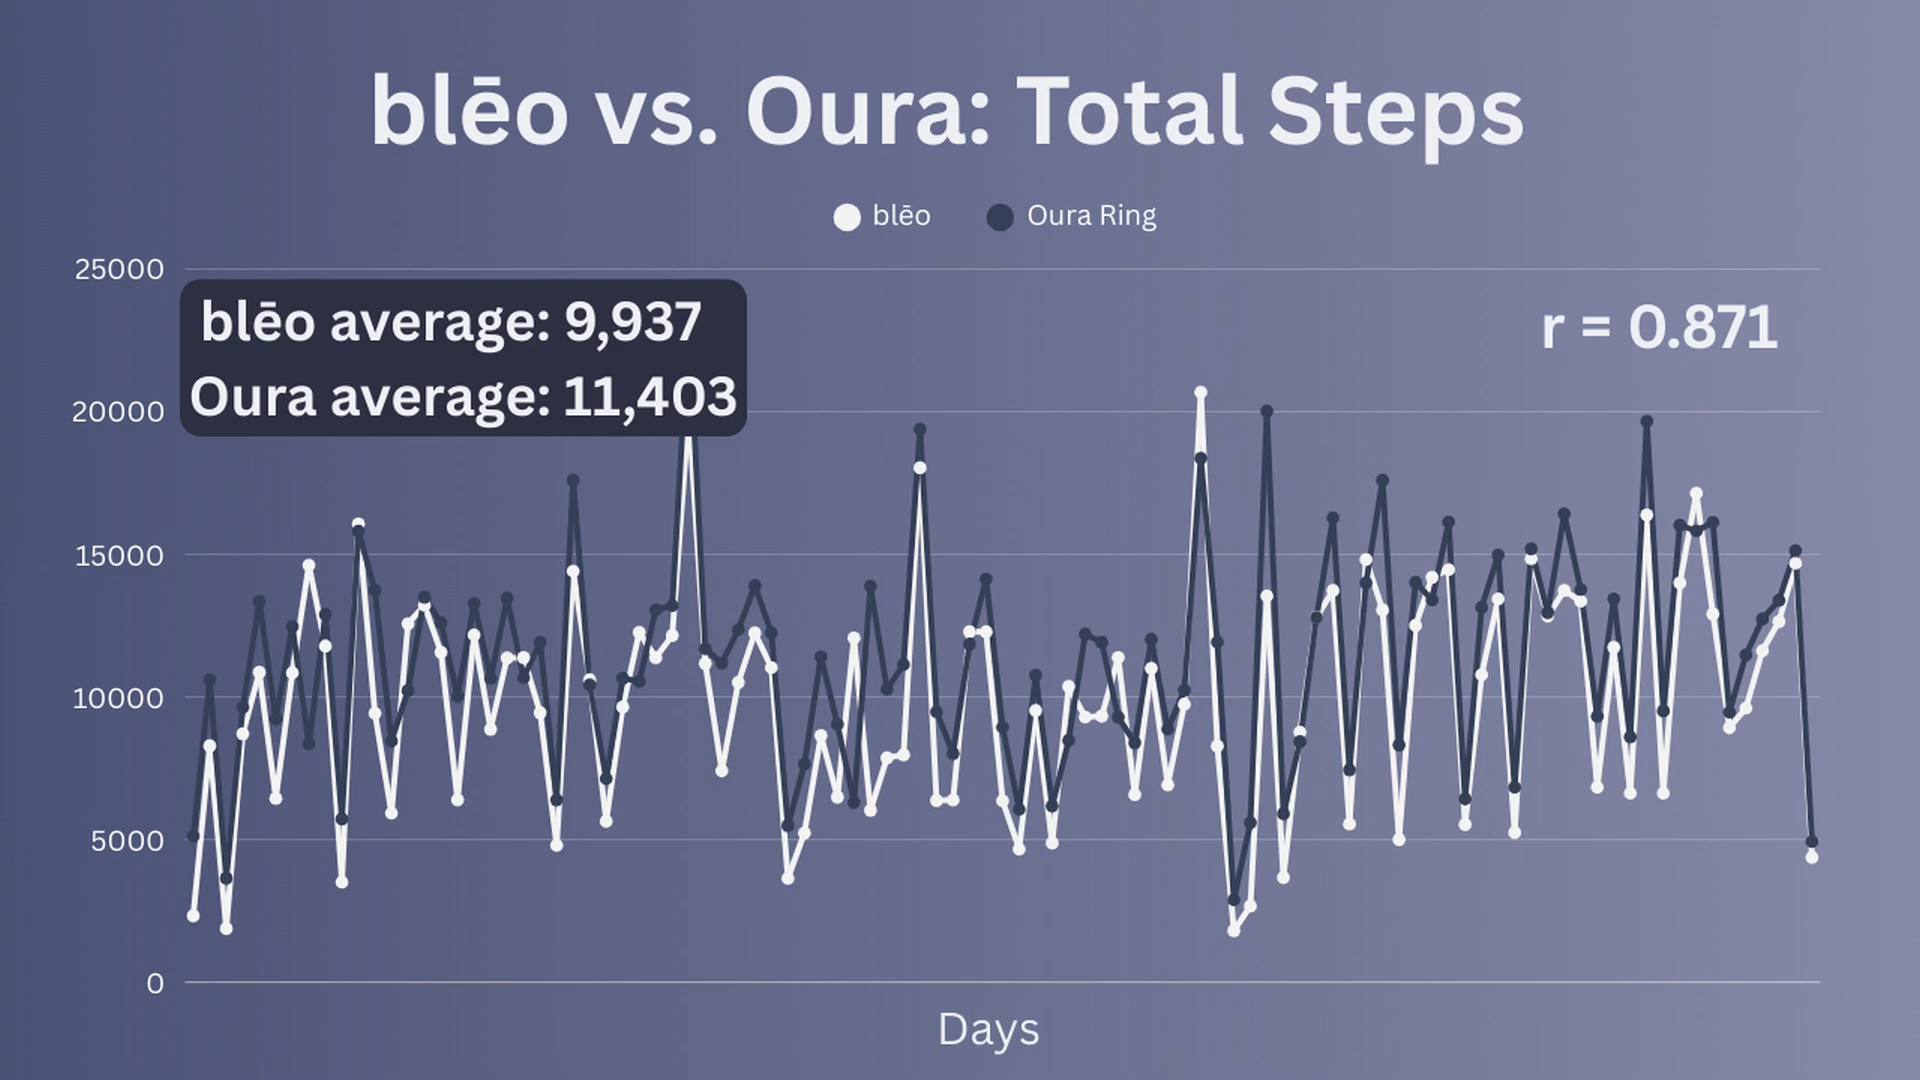 blēo vs. Oura: Total Steps
blēo
Oura Ring
25000
blēo average: 9,937
Oura average: 11,403
r = 0.871
20000
15000
10000
5000
0
Days